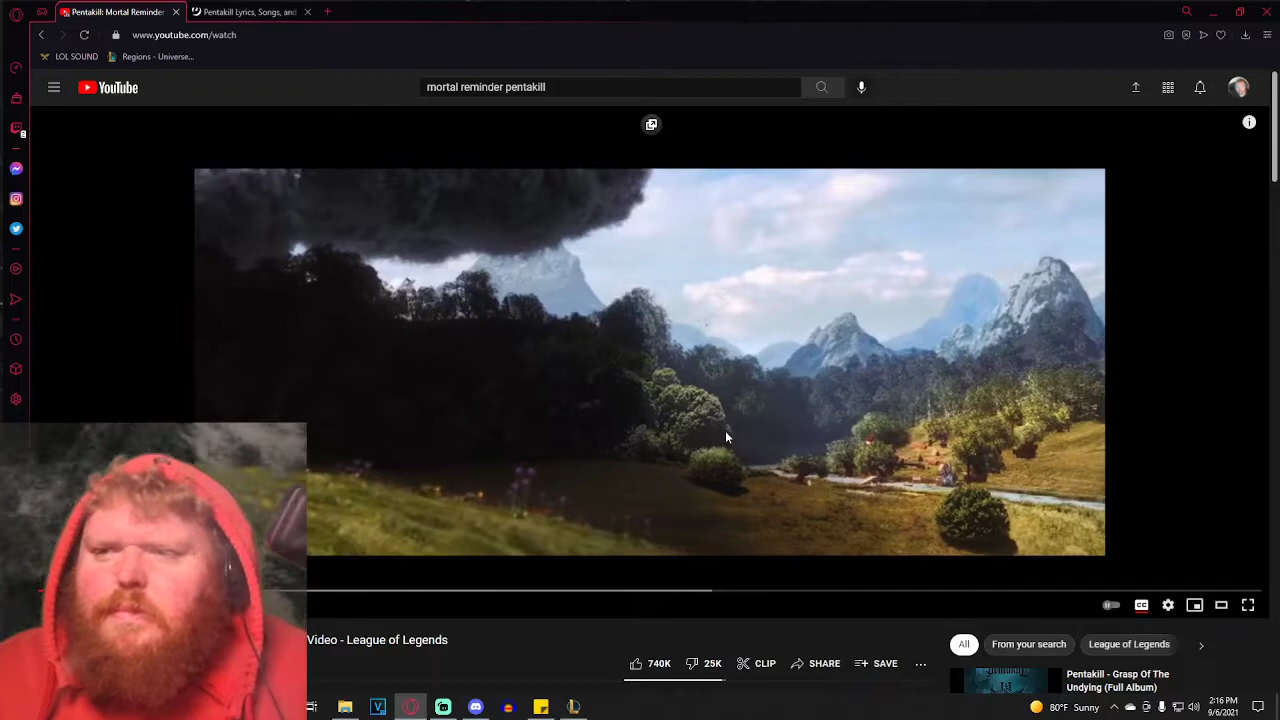 Pentakill: Mortal Reminder
Pentakill Lyrics, Songs, and
www.youtube.com/watch
LOL SOUND
Regions - Universe...
2
YouTube
mortal reminder pentakill
CC
Video - League of Legends
All
From your search
League of Legends
740K
25K
CLIP
SHARE
SAVE
Pentakill - Grasp Of The
Undying (Full Album)
80°F Sunny
2:16 PM
9/6/2021